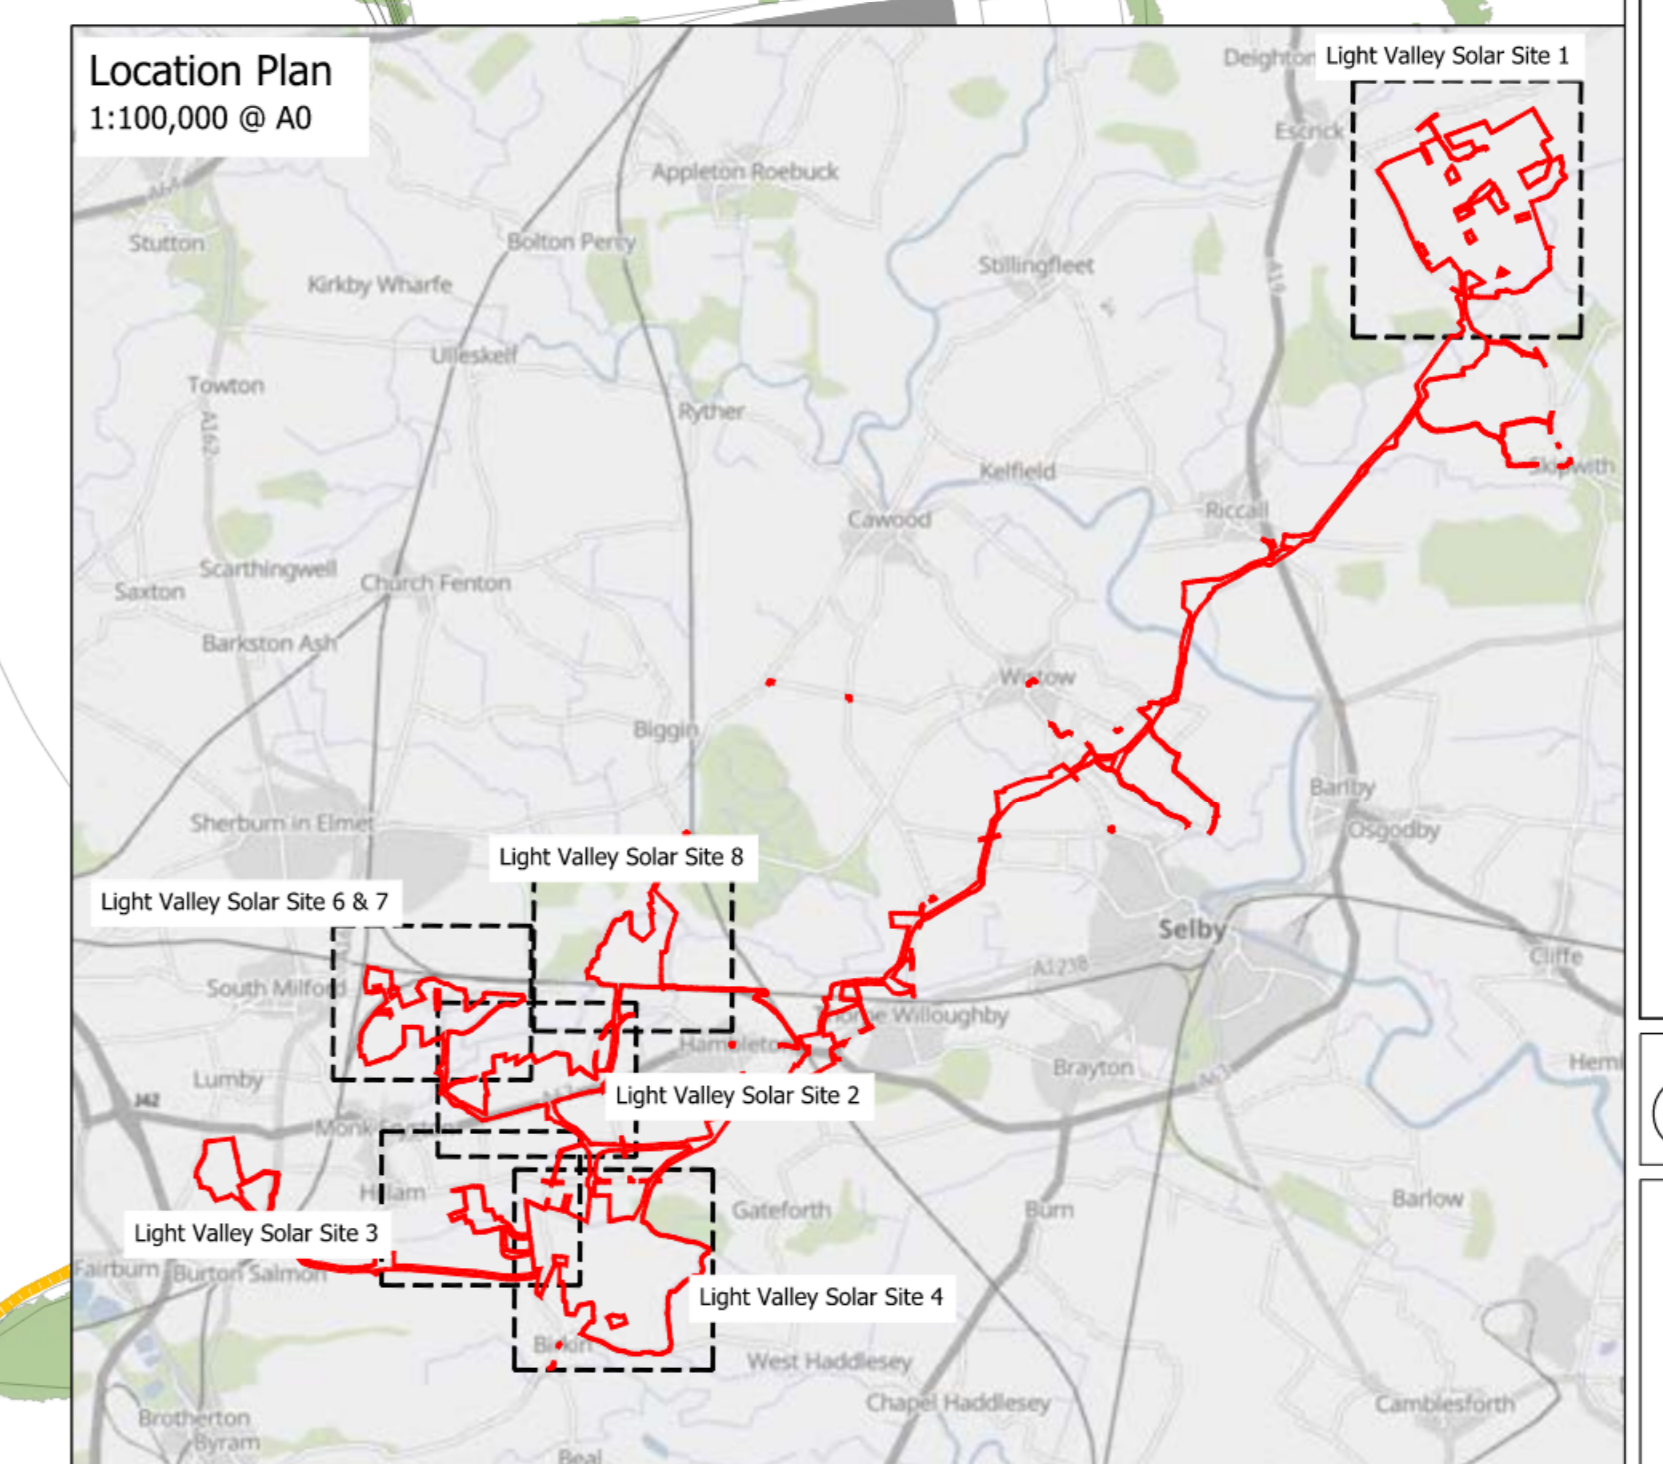 Location Plan
1:100,000 @ A0
Deighton
Light Valley Solar Site 1
Escrick
Appleton Roebuck
A64
Stutton
Bolton Percy
Stillingfleet
A19
Kirkby Wharfe
Ulleskelf
Towton
A162
Ryther
Kelfield
Skipwith
Riccall
Cawood
Scarthingwell
Church Fenton
Saxton
Barkston Ash
Wistow
Biggin
Barlby
Sherburn in Elmet
Osgodby
Light Valley Solar Site 8
Light Valley Solar Site 6 & 7
Selby
Cliffe
A1238
South Milford
Thorpe Willoughby
Hambleton
Brayton
Hemi
Lumby
A63
A63
Light Valley Solar Site 2
J42
Monk Fryston
Hillam
Gateforth
Burn
Barlow
Light Valley Solar Site 3
Fairburn
Burton Salmon
Light Valley Solar Site 4
Birkin
West Haddlesey
Chapel Haddlesey
Camblesforth
Brotherton
Byram
Beal